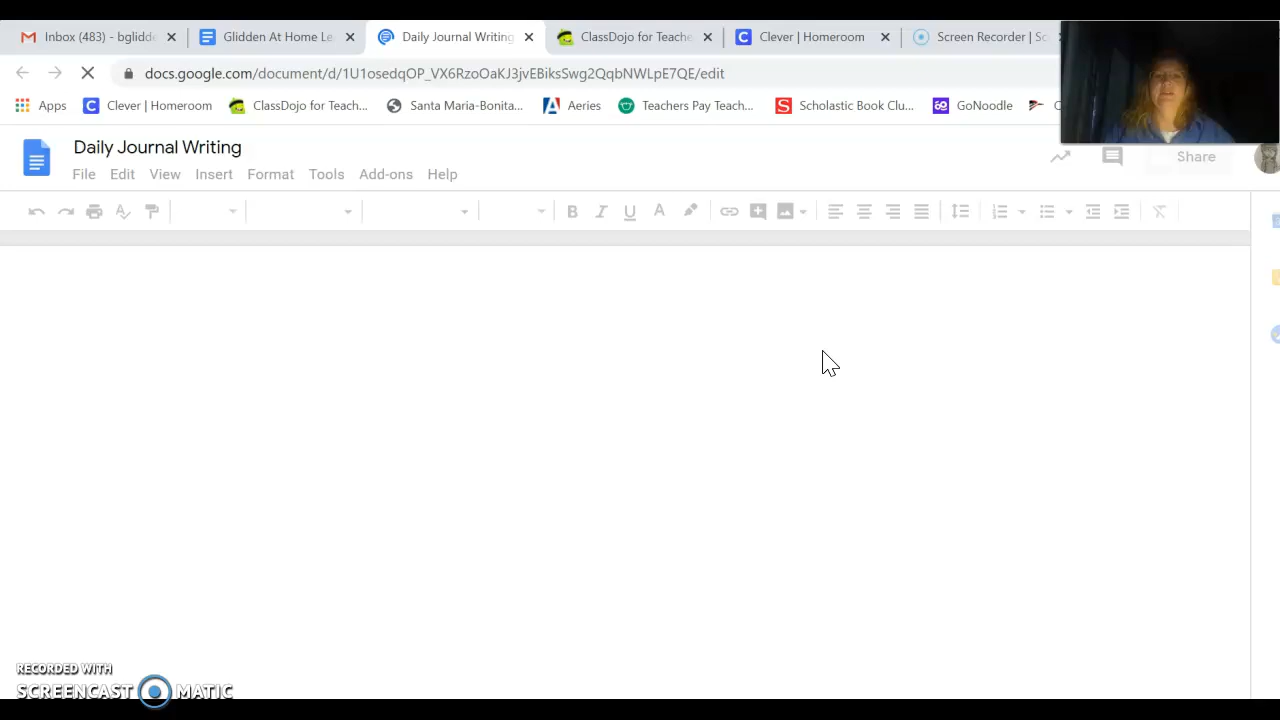 Inbox (483) - bglidde
Glidden At Home Le
Daily Journal Writing
ClassDojo for Teache
Clever | Homeroom
Screen Recorder | Sc
docs.google.com/document/d/1U1osedqOP_VX6RzoOaKJ3jvEBiksSwg2QqbNWLpE7QE/edit
Apps
Clever | Homeroom
ClassDojo for Teach...
Santa Maria-Bonita...
Aeries
Teachers Pay Teach...
Scholastic Book Clu...
GoNoodle
Daily Journal Writing
File Edit View Insert Format Tools Add-ons Help
Share
RECORDED WITH
SCREENCAST MATIC